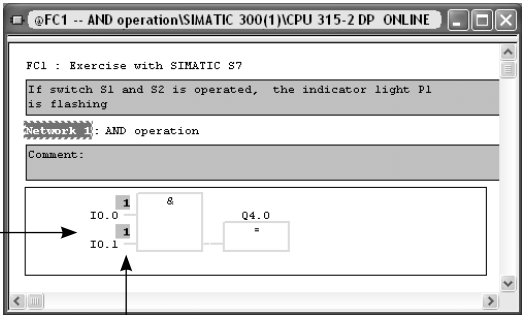 @FC1 -- AND operation\SIMATIC 300(1)\CPU 315-2 DP ONLINE
FC1 : Exercise with SIMATIC S7
If switch S1 and S2 is operated, the indicator light P1
is flashing
Network 1: AND operation
Comment:
1 &
I0.0 Q4.0
1 =
I0.1